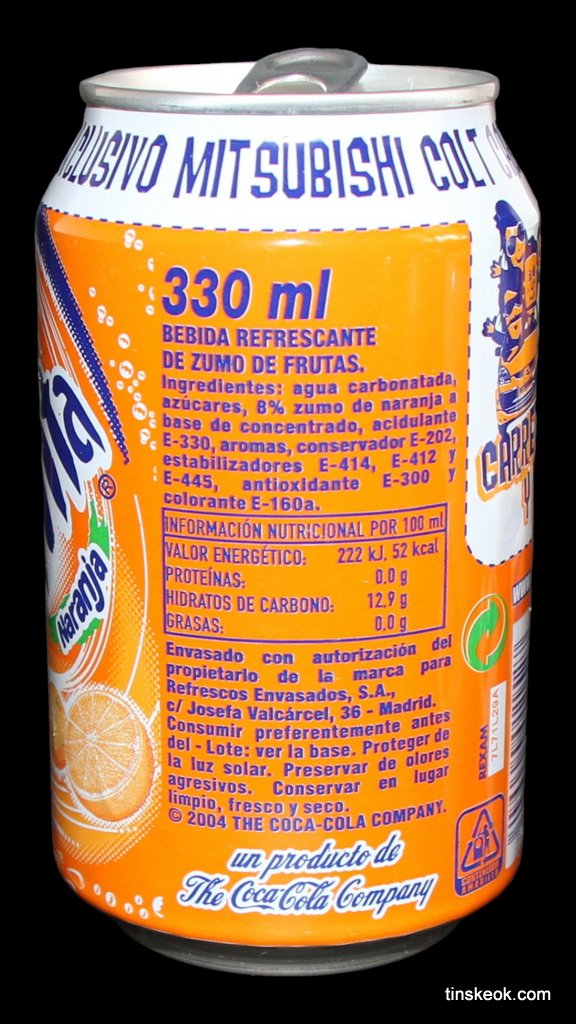 CLUSIVO MITSUBISHI COLT
330 ml
BEBIDA REFRESCANTE
DE ZUMO DE FRUTAS.
Ingredientes: agua carbonatada,
azúcares, 8% zumo de naranja a
base de concentrado, acidulante
E-330, aromas, conservador E-202,
estabilizadores E-414, E-412 y
E-445, antioxidante E-300 y
colorante E-160a.
INFORMACIÓN NUTRICIONAL POR 100 ml
VALOR ENERGÉTICO: 222 kJ, 52 kcal
PROTEÍNAS: 0,0 g
HIDRATOS DE CARBONO: 12,9 g
GRASAS: 0,0 g
Envasado con autorización del
propietario de la marca para
Refrescos Envasados, S.A.,
c/ Josefa Valcárcel, 36 - Madrid.
Consumir preferentemente antes
del - Lote: ver la base. Proteger de
la luz solar. Preservar de olores
agresivos. Conservar en lugar
limpio, fresco y seco.
© 2004 THE COCA-COLA COMPANY.
un producto de
The Coca-Cola Company
nta®
Naranja
CARRE
Y
REXAM
7L71L29A
tinskeok.com